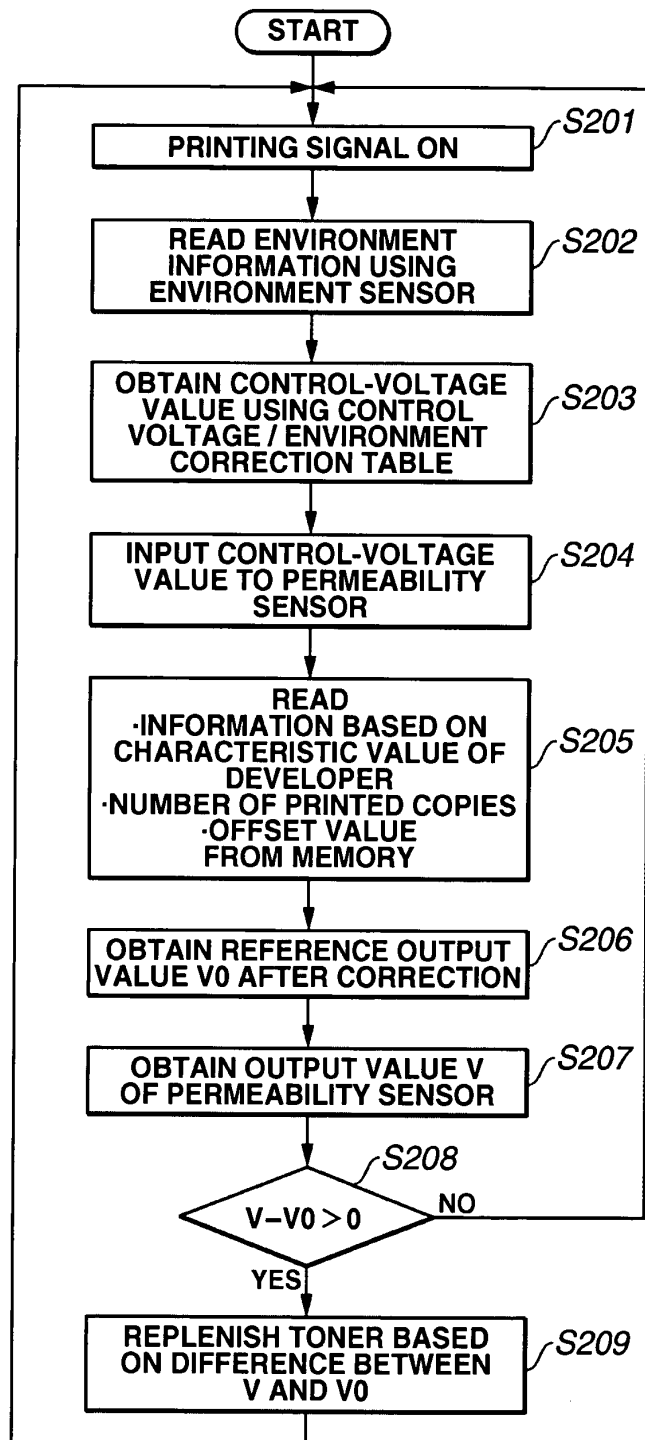 START
PRINTING SIGNAL ON
S201
READ ENVIRONMENT
INFORMATION USING
ENVIRONMENT SENSOR
S202
OBTAIN CONTROL-VOLTAGE
VALUE USING CONTROL
VOLTAGE / ENVIRONMENT
CORRECTION TABLE
S203
INPUT CONTROL-VOLTAGE
VALUE TO PERMEABILITY
SENSOR
S204
READ
·INFORMATION BASED ON
CHARACTERISTIC VALUE OF
DEVELOPER
·NUMBER OF PRINTED COPIES
·OFFSET VALUE
FROM MEMORY
S205
OBTAIN REFERENCE OUTPUT
VALUE V0 AFTER CORRECTION
S206
OBTAIN OUTPUT VALUE V
OF PERMEABILITY SENSOR
S207
V–V0 > 0
S208
NO
YES
REPLENISH TONER BASED
ON DIFFERENCE BETWEEN
V AND V0
S209